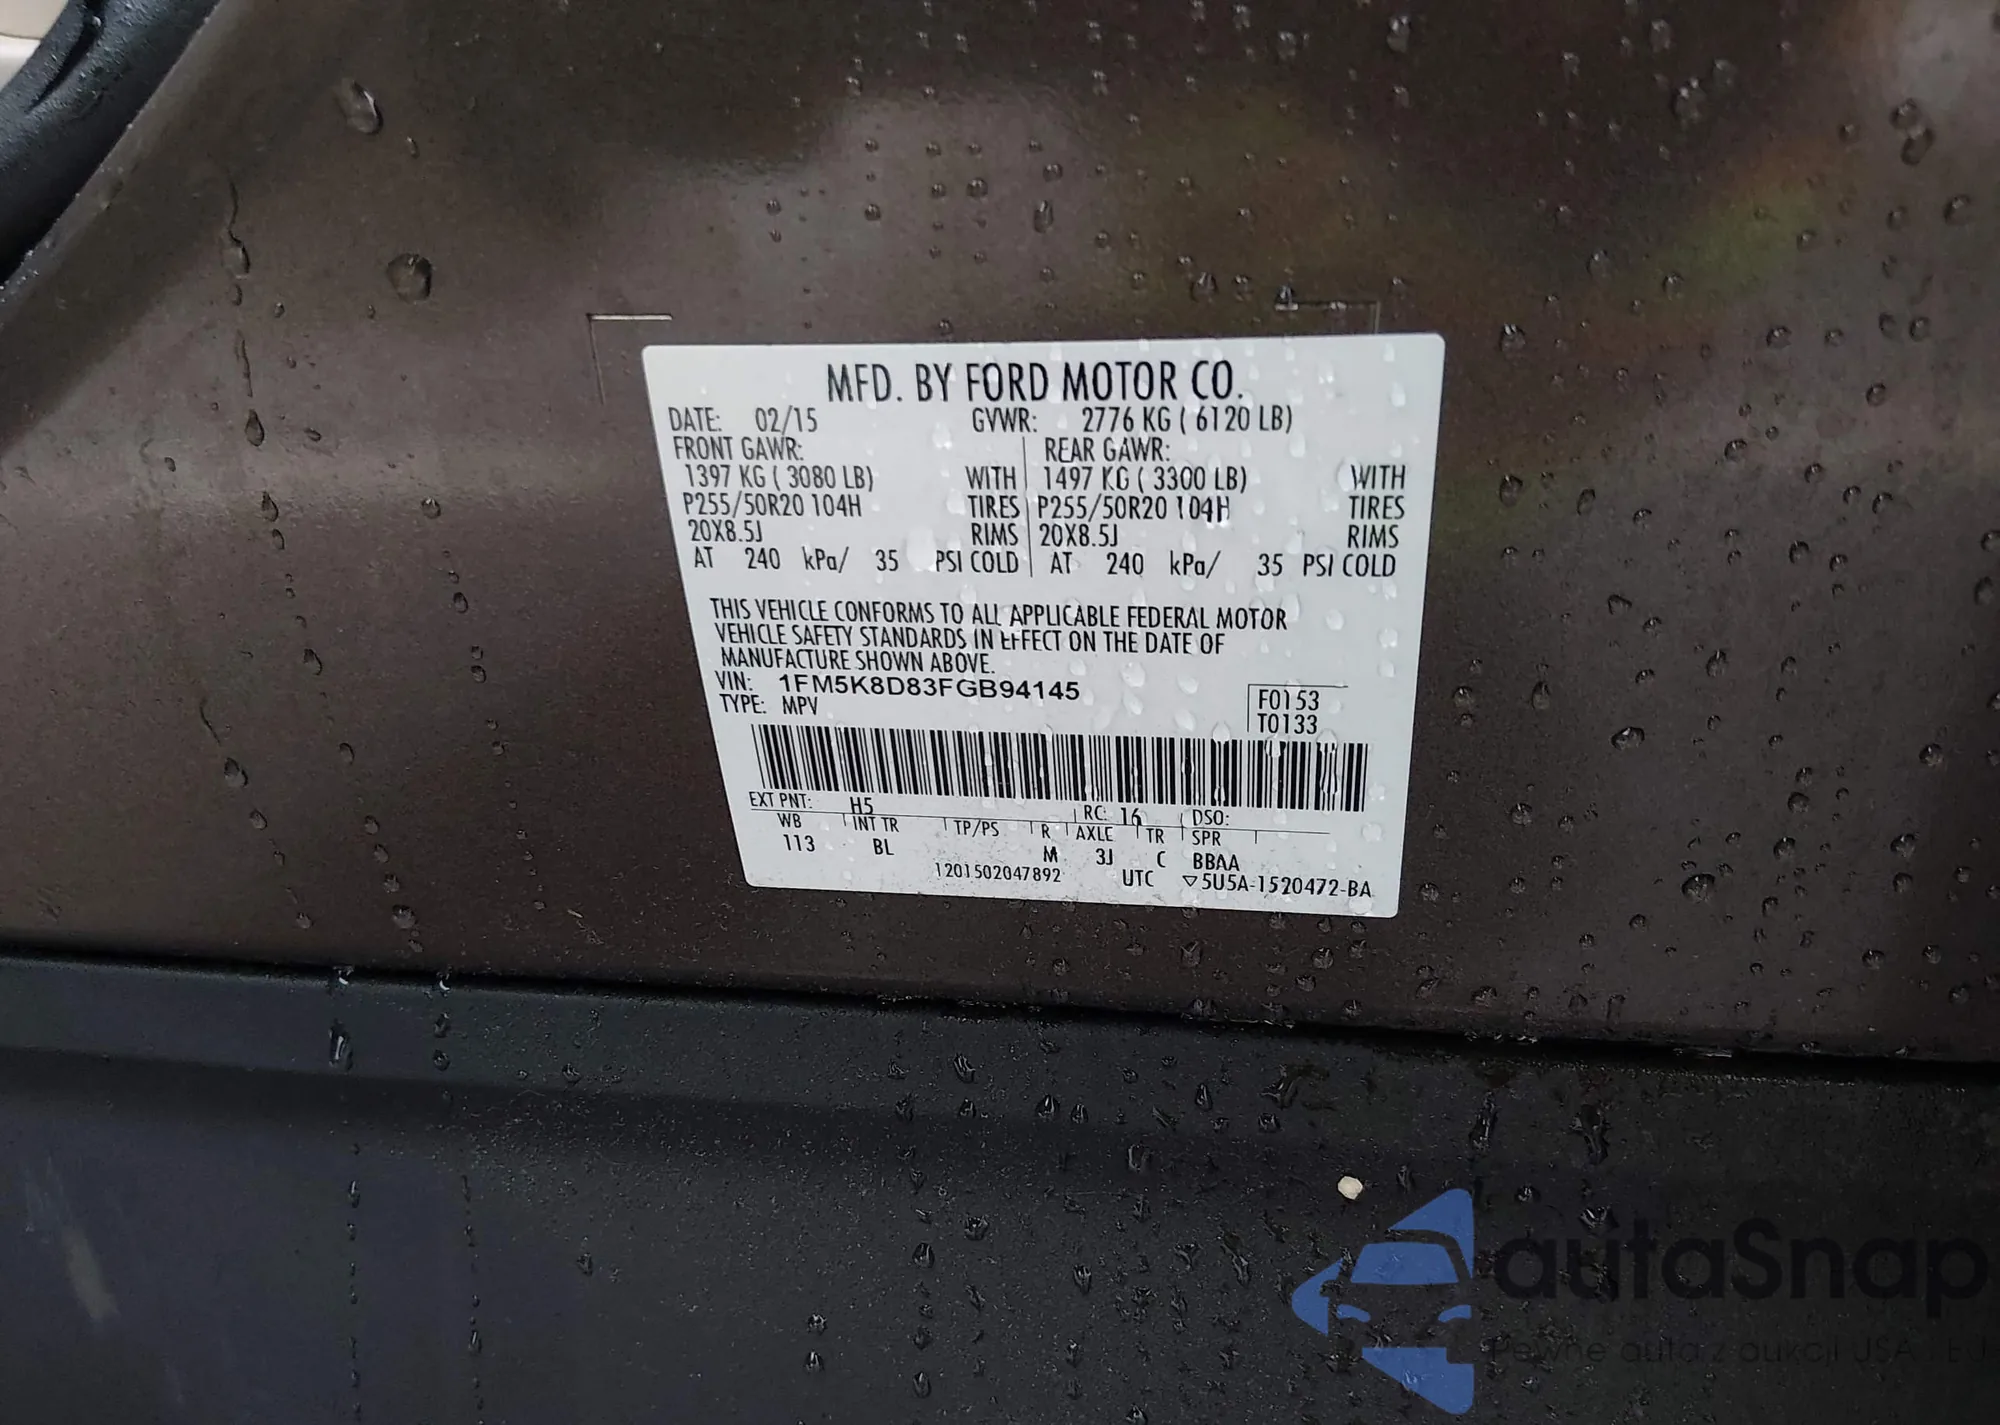 MFD. BY FORD MOTOR CO.
DATE: 02/15 GVWR: 2776 KG ( 6120 LB)
FRONT GAWR: REAR GAWR:
1397 KG ( 3080 LB) WITH 1497 KG ( 3300 LB) WITH
P255/50R20 104H TIRES P255/50R20 104H TIRES
20X8.5J RIMS 20X8.5J RIMS
AT 240 kPa/ 35 PSI COLD AT 240 kPa/ 35 PSI COLD
THIS VEHICLE CONFORMS TO ALL APPLICABLE FEDERAL MOTOR
VEHICLE SAFETY STANDARDS IN EFFECT ON THE DATE OF
MANUFACTURE SHOWN ABOVE.
VIN: 1FM5K8D83FGB94145
TYPE: MPV
F0153
T0133
EXT PNT: H5 RC: 16 DSO:
WB INT TR TP/PS R AXLE TR SPR
113 BL M 3J C BBAA
1201502047892 UTC ▽5U5A-1520472-BA
autaSnap
Pewne auta z aukcji USA i EU